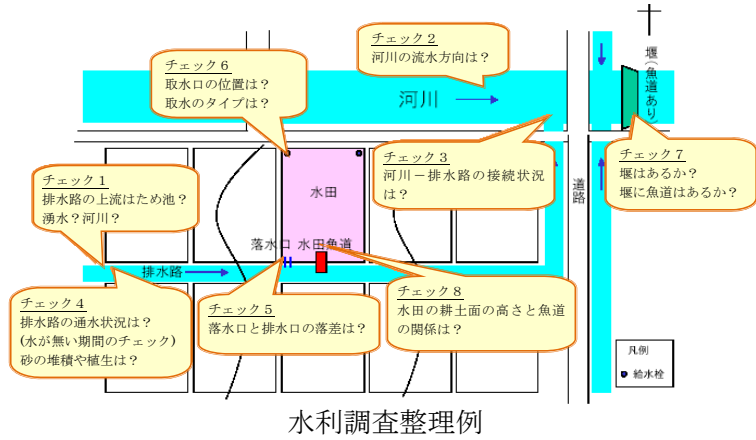 チェック6
取水口の位置は？
取水のタイプは？
チェック2
河川の流水方向は？
河川
堰(魚道あり)
チェック7
堰はあるか？
堰に魚道はあるか？
チェック3
河川－排水路の接続状況
は？
道路
チェック1
排水路の上流はため池？
湧水？河川？
水田
落水口
水田魚道
排水路
チェック4
排水路の通水状況は？
(水が無い期間のチェック)
砂の堆積や植生は？
チェック5
落水口と排水口の落差は？
チェック8
水田の耕土面の高さと魚道
の関係は？
凡例
給水栓
水利調査整理例